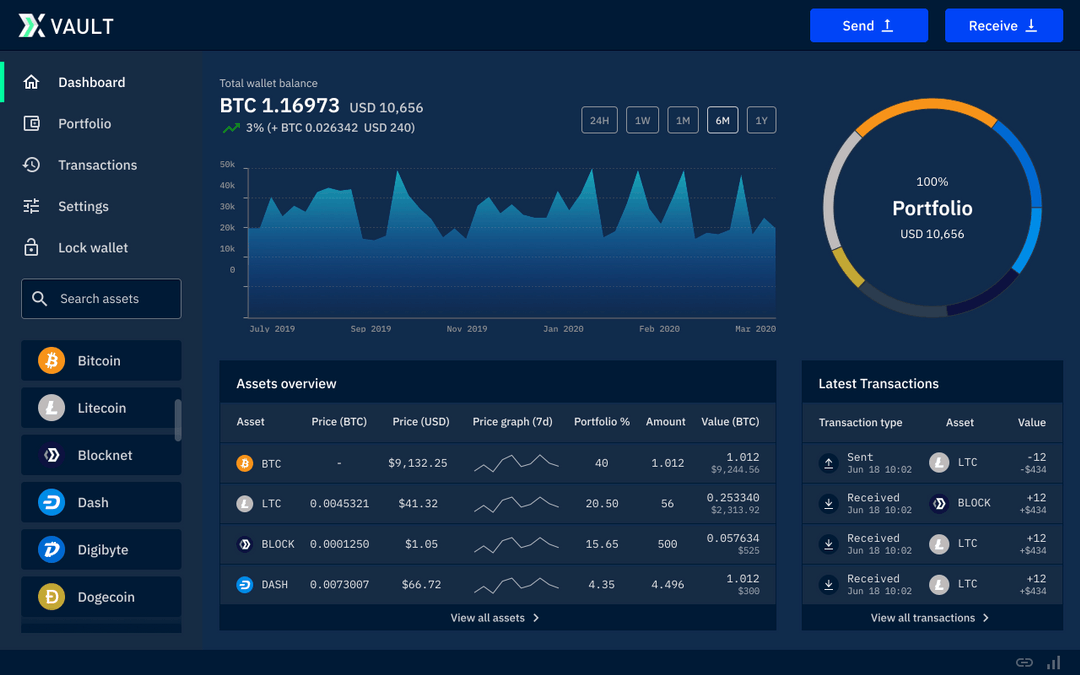 VAULT
Send
Receive
Dashboard
Portfolio
Transactions
Settings
Lock wallet
Search assets
Bitcoin
Litecoin
Blocknet
Dash
Digibyte
Dogecoin
Total wallet balance
BTC 1.16973 USD 10,656
3% (+ BTC 0.026342 USD 240)
24H 1W 1M 6M 1Y
50k
40k
30k
20k
10k
0
July 2019 Sep 2019 Nov 2019 Jan 2020 Feb 2020 Mar 2020
100%
Portfolio
USD 10,656
Assets overview
Asset Price (BTC) Price (USD) Price graph (7d) Portfolio % Amount Value (BTC)
BTC - $9,132.25 40 1.012 1.012
$9,244.56
LTC 0.0045321 $41.32 20.50 56 0.253340
$2,313.92
BLOCK 0.0001250 $1.05 15.65 500 0.057634
$525
DASH 0.0073007 $66.72 4.35 4.496 1.012
$300
View all assets
Latest Transactions
Transaction type Asset Value
Sent LTC -12
Jun 18 10:02 -$434
Received BLOCK +12
Jun 18 10:02 +$434
Received LTC +12
Jun 18 10:02 +$434
Received LTC +12
Jun 18 10:02 +$434
View all transactions